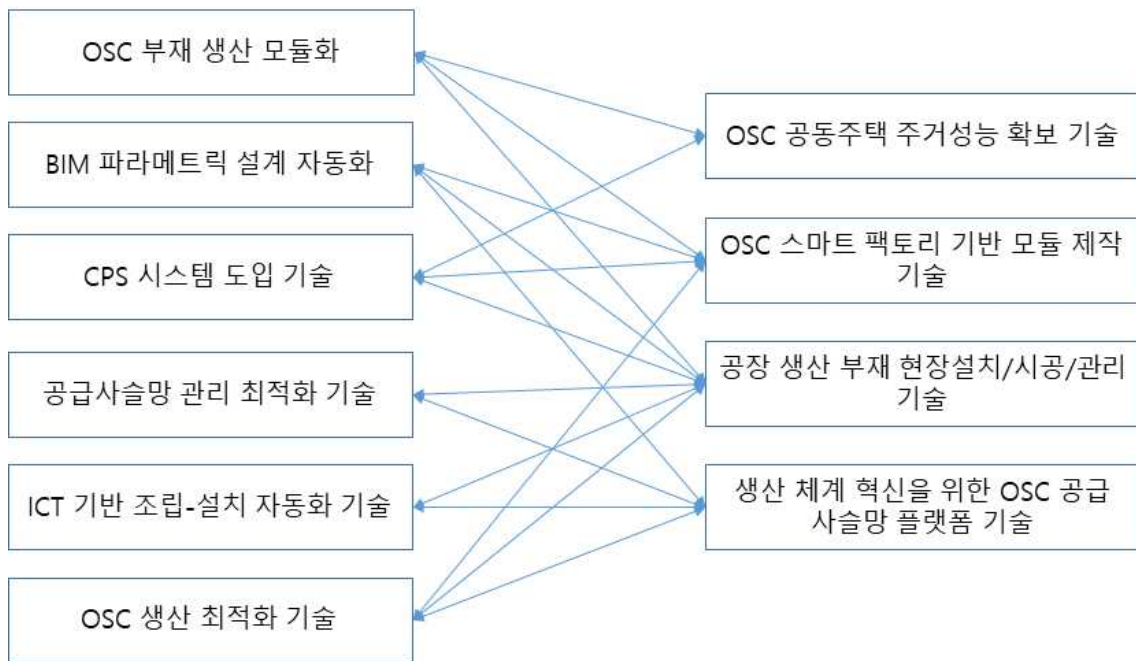 OSC 부재 생산 모듈화
BIM 파라메트릭 설계 자동화
CPS 시스템 도입 기술
공급사슬망 관리 최적화 기술
ICT 기반 조립-설치 자동화 기술
OSC 생산 최적화 기술
OSC 공동주택 주거성능 확보 기술
OSC 스마트 팩토리 기반 모듈 제작
기술
공장 생산 부재 현장설치/시공/관리
기술
생산 체계 혁신을 위한 OSC 공급
사슬망 플랫폼 기술